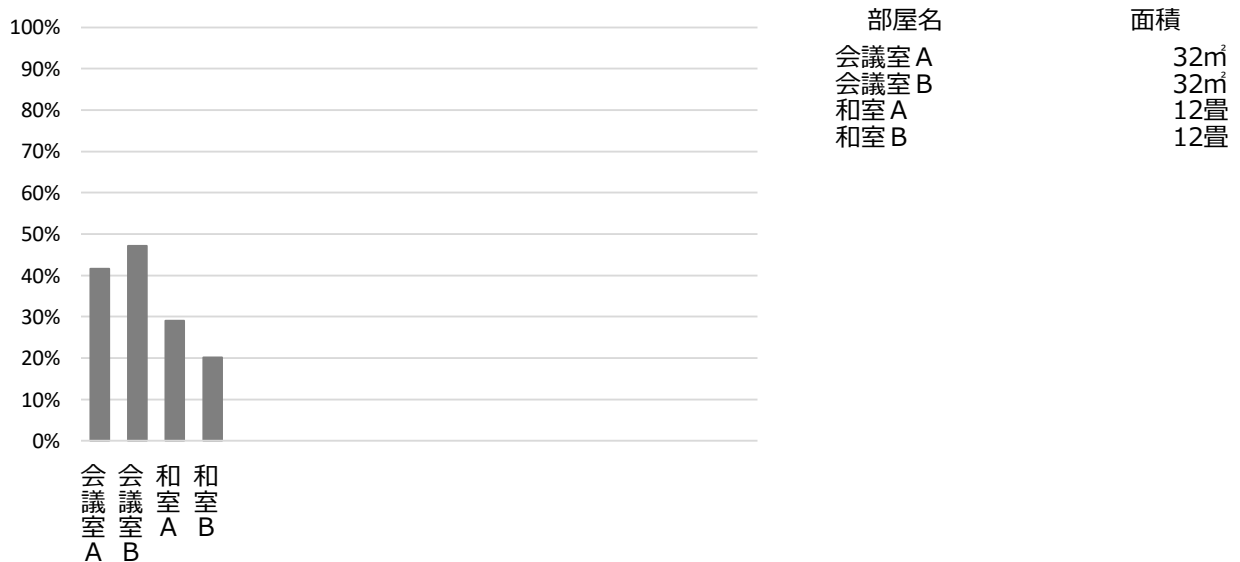 100%
90%
80%
70%
60%
50%
40%
30%
20%
10%
0%
会議室A
会議室B
和室A
和室B
部屋名 面積
会議室A 32㎡
会議室B 32㎡
和室A 12畳
和室B 12畳